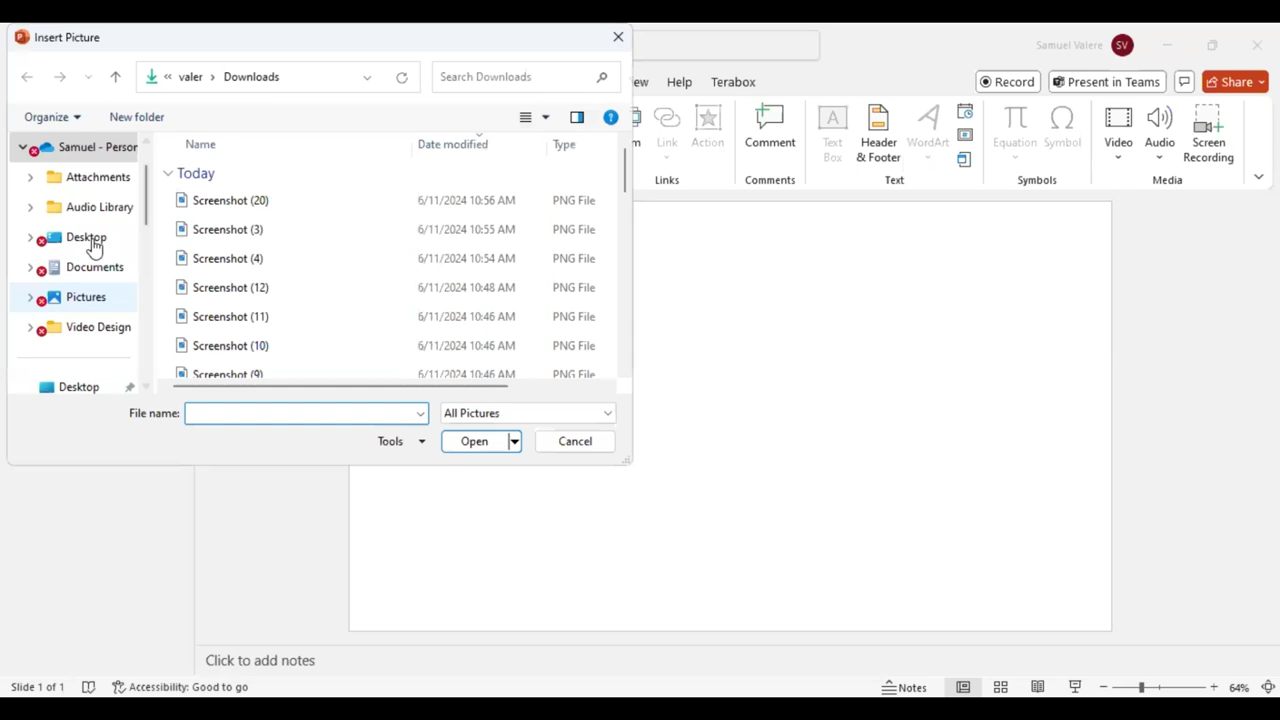 Insert Picture
Samuel Valere SV
« valer > Downloads
Search Downloads
Help Terabox
Record
Present in Teams
Share
Organize
New folder
Samuel - Person
Attachments
Audio Library
Desktop
Documents
Pictures
Video Design
Desktop
Name Date modified Type
Today
Screenshot (20) 6/11/2024 10:56 AM PNG File
Screenshot (3) 6/11/2024 10:55 AM PNG File
Screenshot (4) 6/11/2024 10:54 AM PNG File
Screenshot (12) 6/11/2024 10:48 AM PNG File
Screenshot (11) 6/11/2024 10:46 AM PNG File
Screenshot (10) 6/11/2024 10:46 AM PNG File
Screenshot (9) 6/11/2024 10:46 AM PNG File
File name:
All Pictures
Tools
Open
Cancel
Link
Action
Links
Comment
Comments
A
Text
Box
Header
& Footer
WordArt
Text
Equation
Symbol
Symbols
Video
Audio
Screen
Recording
Media
Click to add notes
Slide 1 of 1
Accessibility: Good to go
Notes
64%